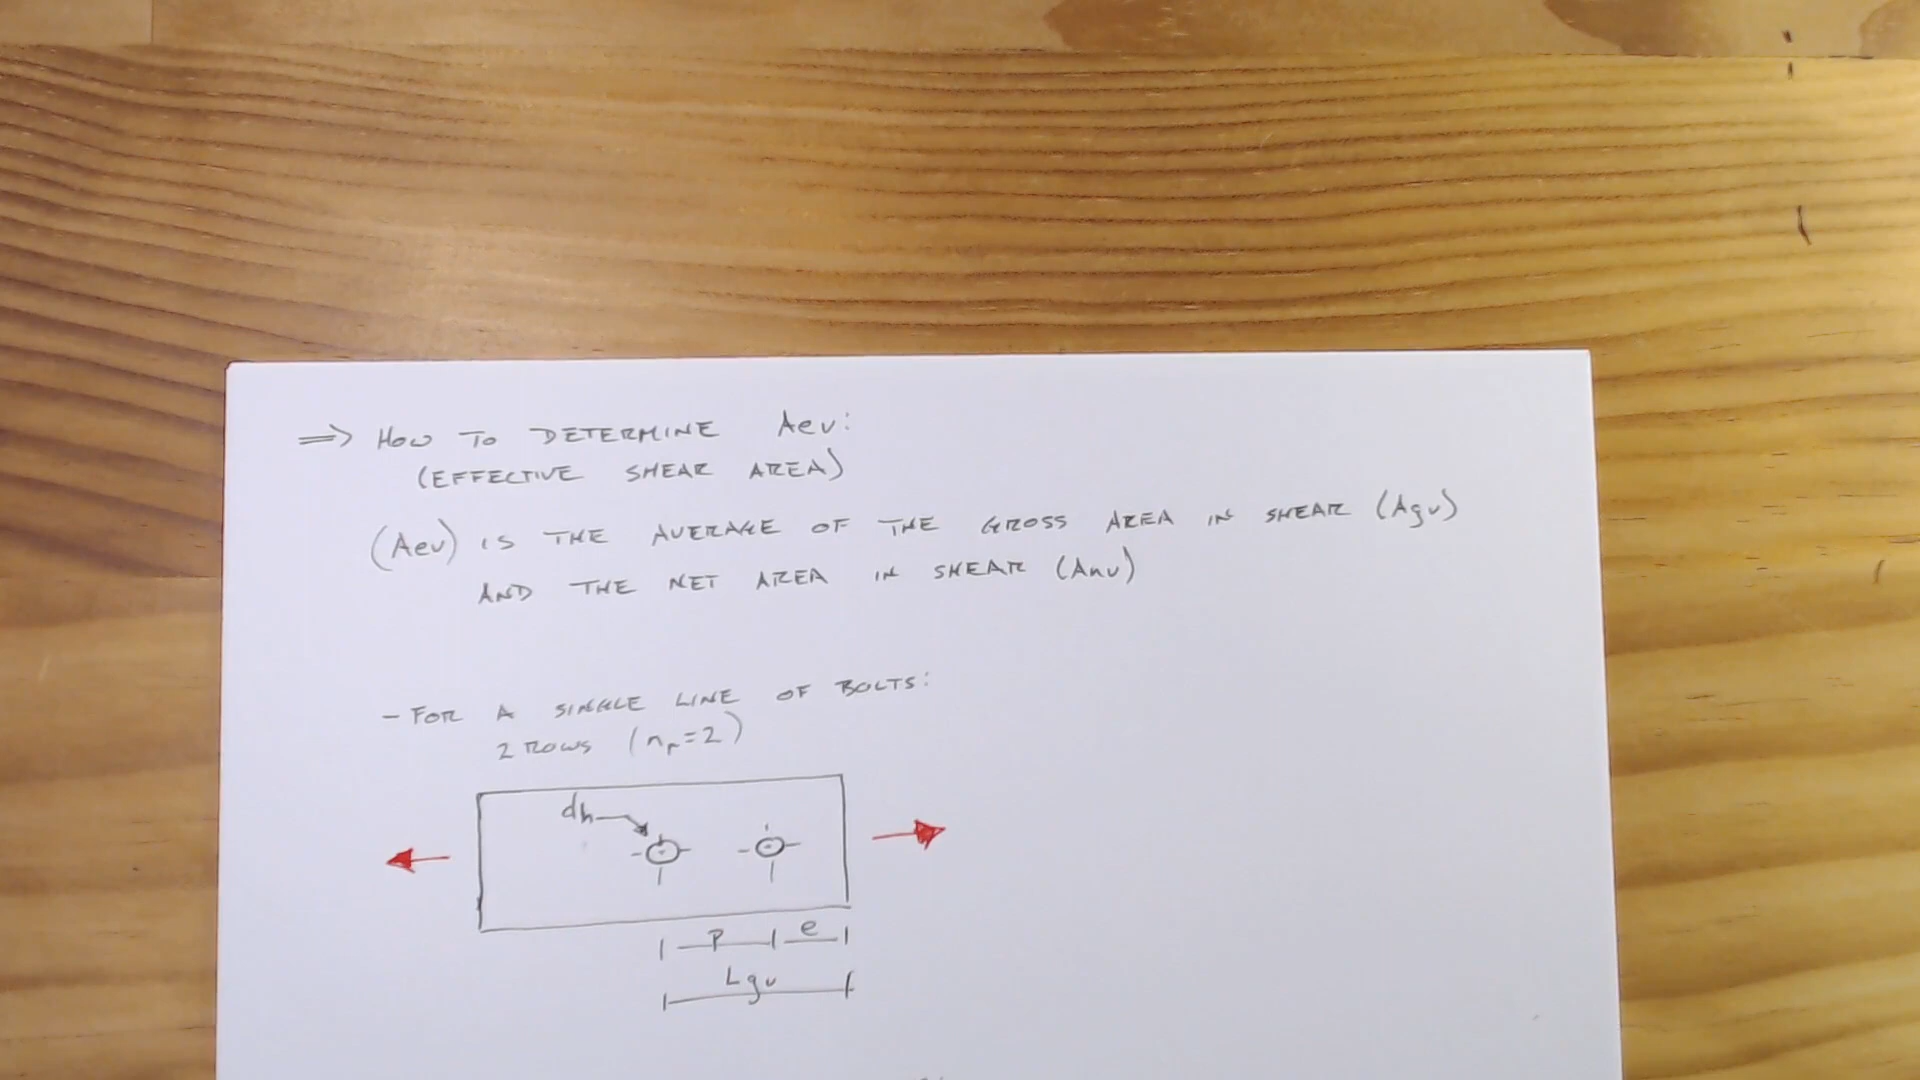 ⇒ HOW TO DETERMINE Aev:
(EFFECTIVE SHEAR AREA)
(Aev) IS THE AVERAGE OF THE GROSS AREA IN SHEAR (Agv)
AND THE NET AREA IN SHEAR (Anv)
- FOR A SINGLE LINE OF BOLTS:
2 ROWS (nr=2)
dh
P e
Lgv